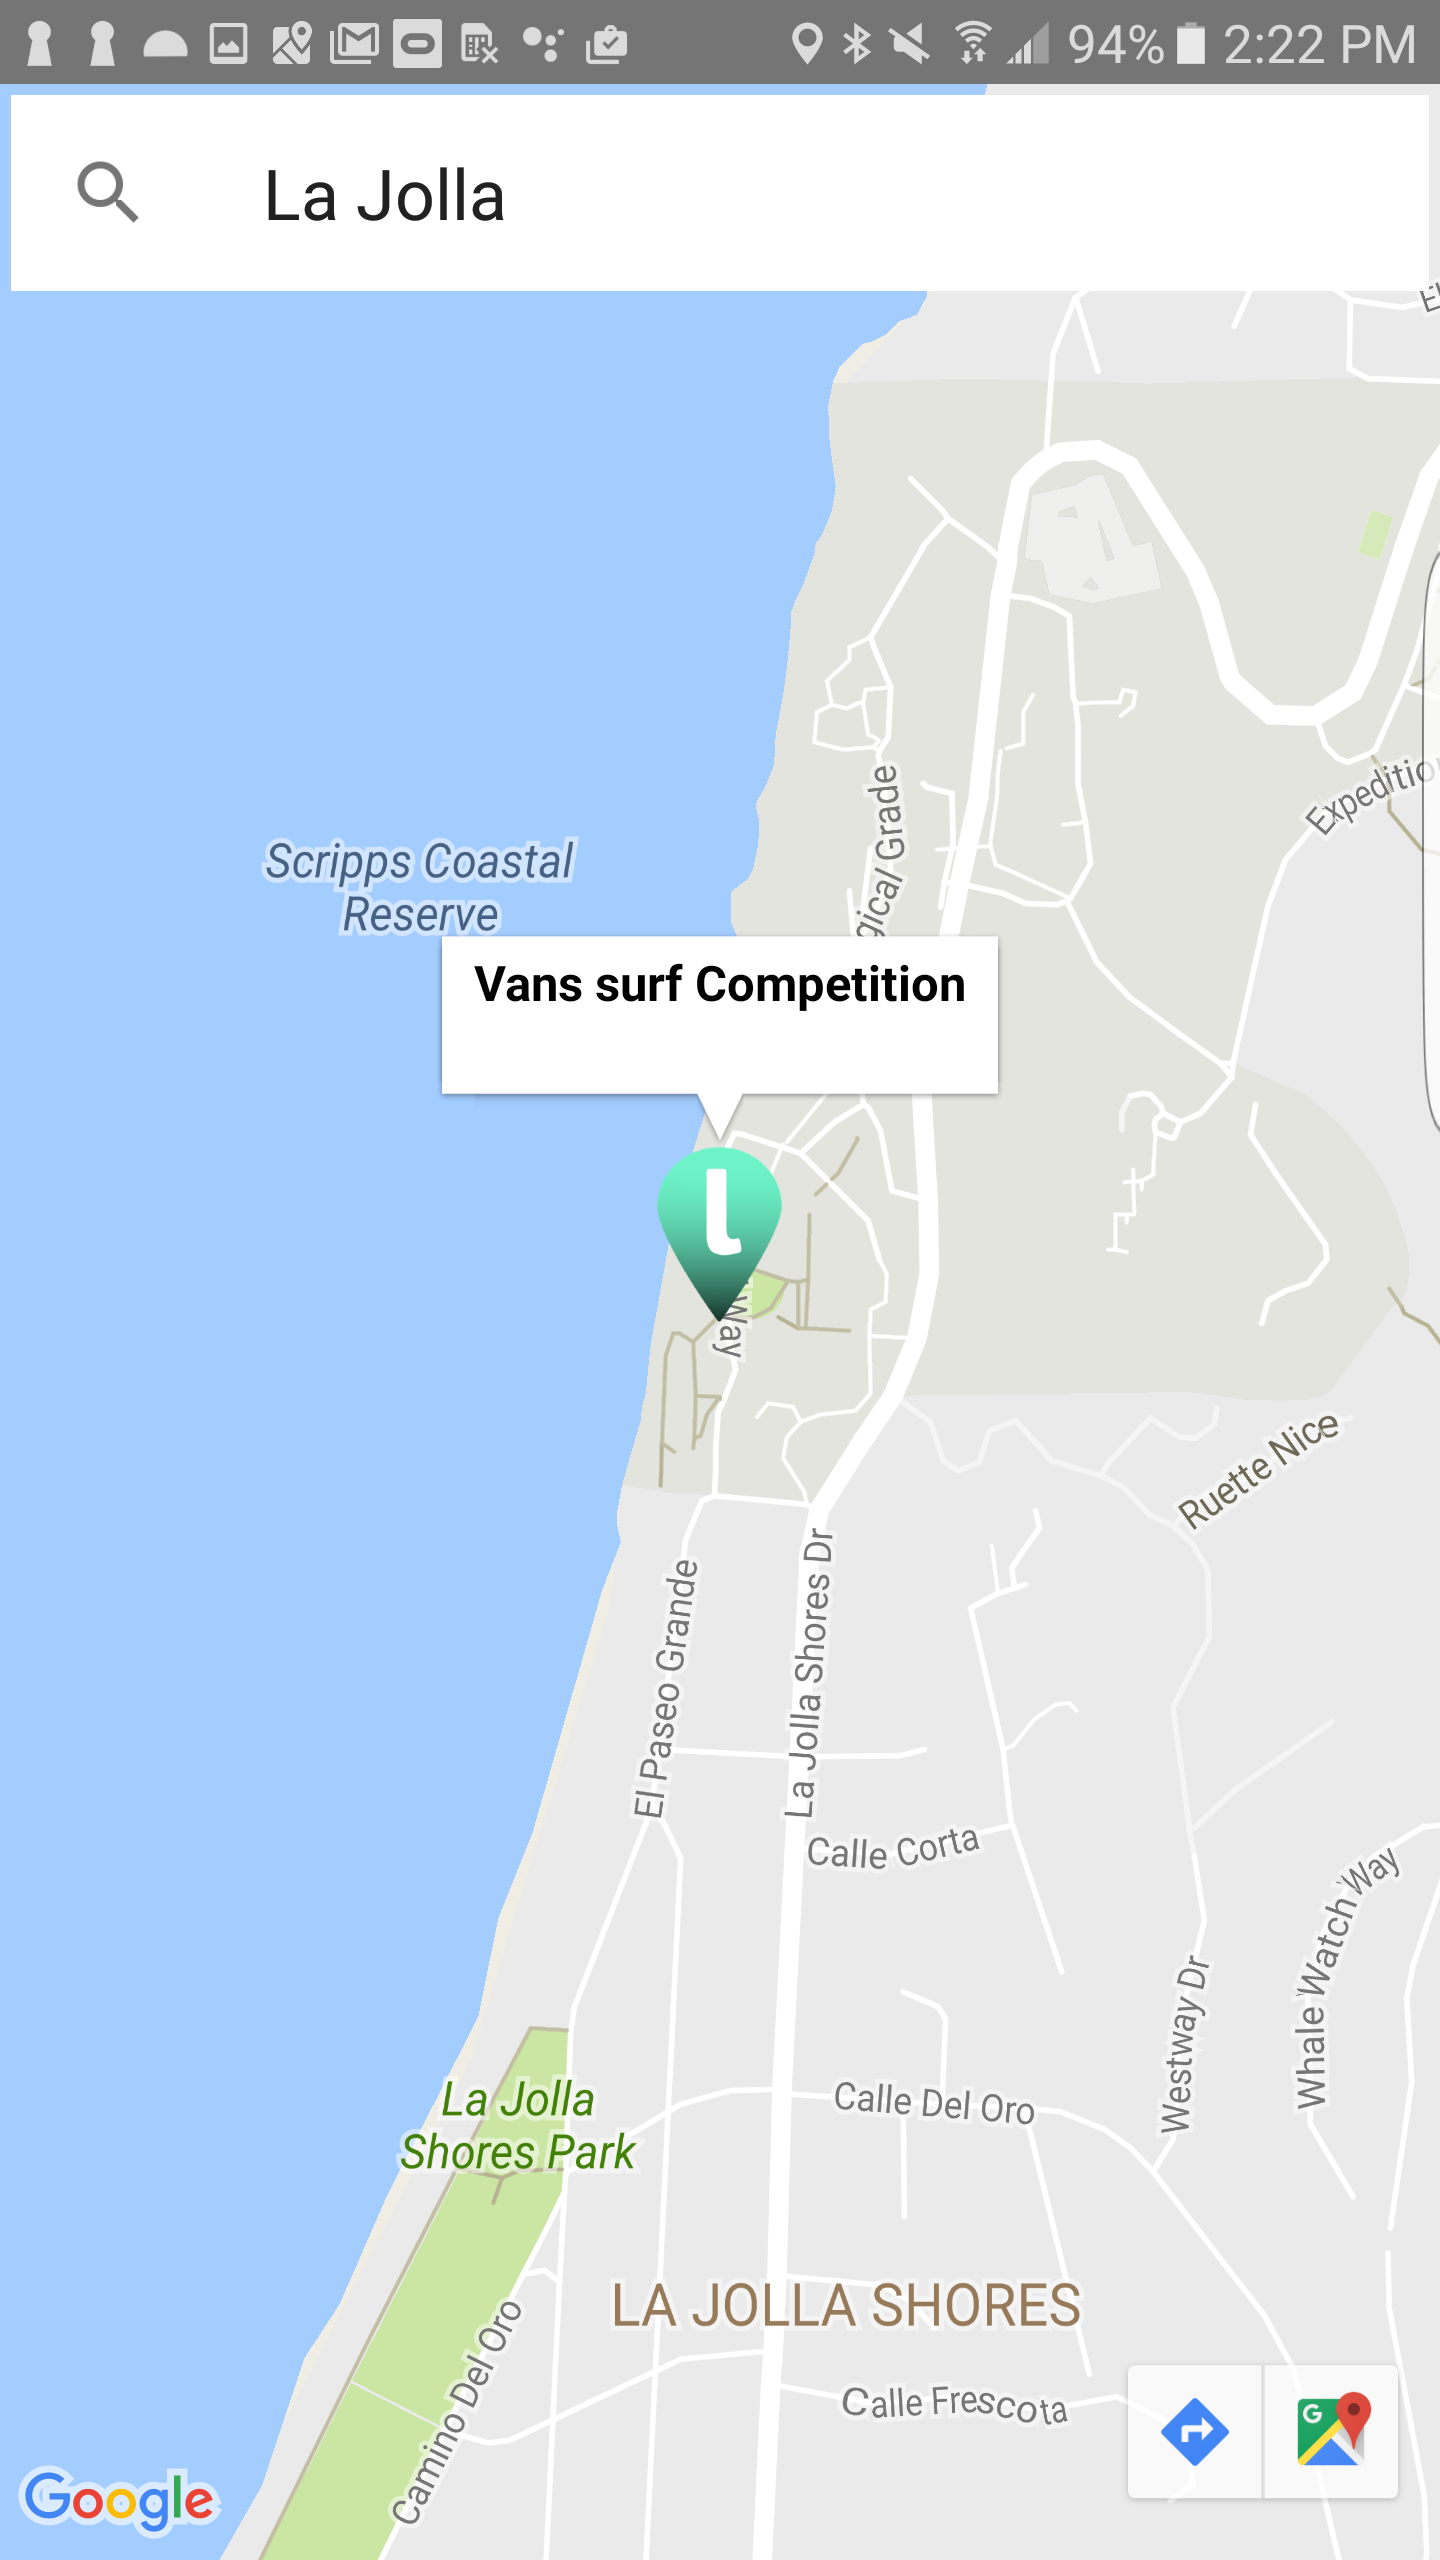 94% 2:22 PM
La Jolla
Scripps Coastal
Reserve
gical Grade
Vans surf Competition
l
Way
Ruette Nice
El Paseo Grande
La Jolla Shores Dr
Calle Corta
Whale Watch Way
Westway Dr
Calle Del Oro
La Jolla
Shores Park
LA JOLLA SHORES
Camino Del Oro
Calle Frescota
G
Google